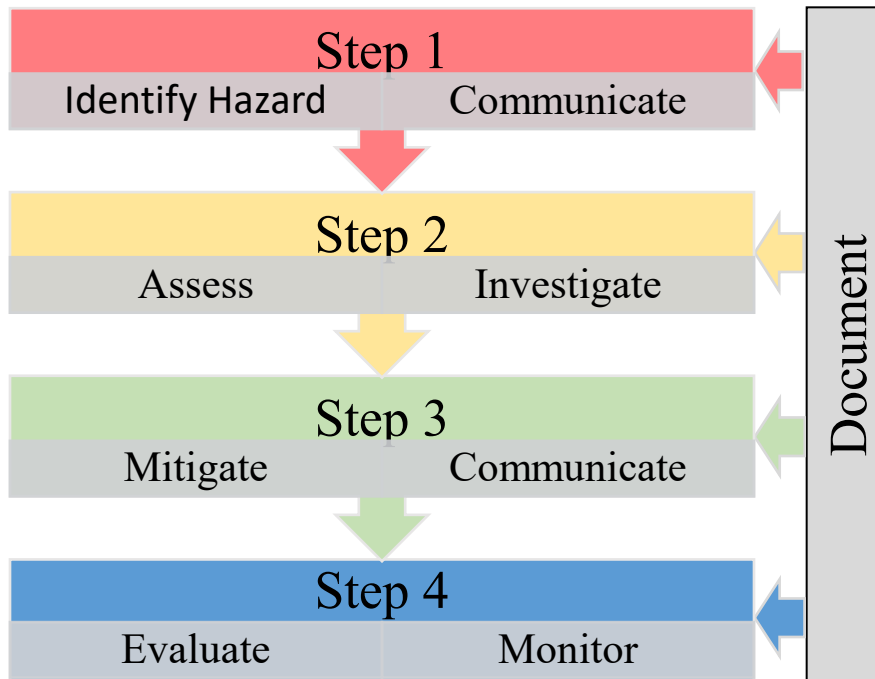 Step 1
Identify Hazard Communicate
Step 2
Assess Investigate
Step 3
Mitigate Communicate
Step 4
Evaluate Monitor
Document